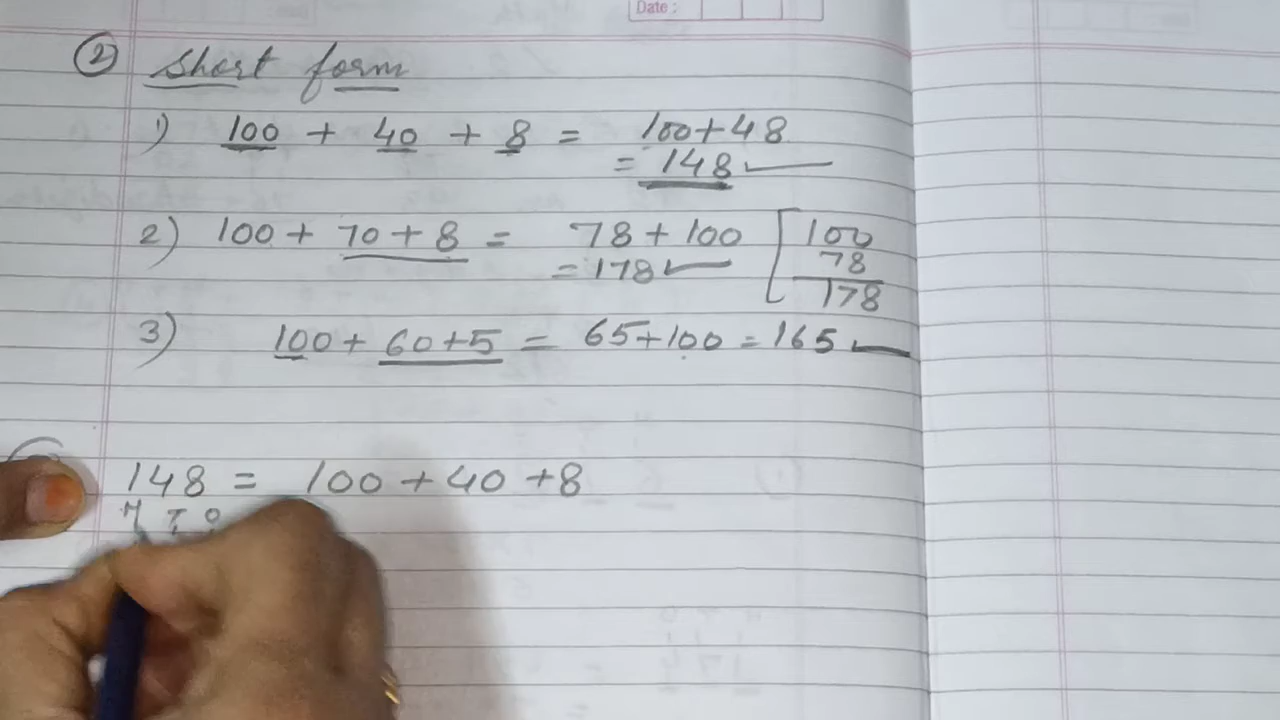 Date :
② Short form
1) 100 + 40 + 8 = 100+48
= 148
2) 100 + 70 + 8 = 78 + 100
= 178
100
78
178
3) 100 + 60+5 = 65+100 = 165
148 = 100 + 40 +8
H T O